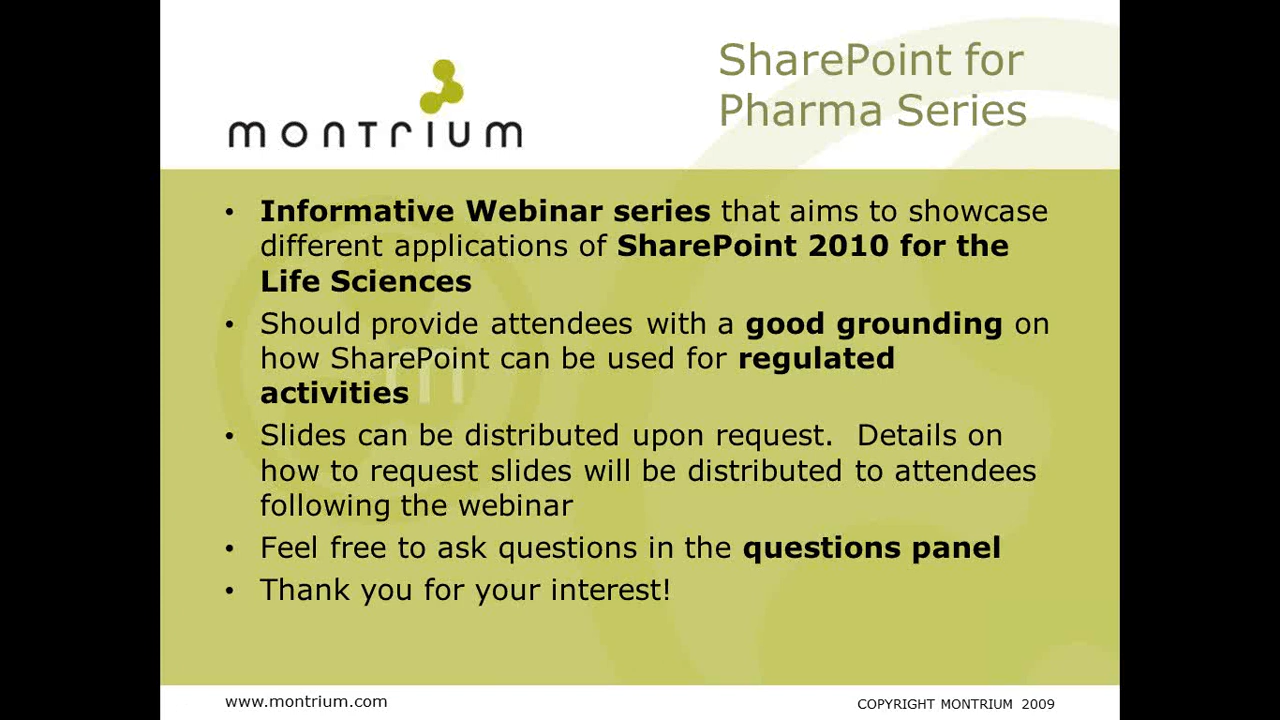 montrium
SharePoint for
Pharma Series
• Informative Webinar series that aims to showcase
different applications of SharePoint 2010 for the
Life Sciences
• Should provide attendees with a good grounding on
how SharePoint can be used for regulated
activities
• Slides can be distributed upon request.  Details on
how to request slides will be distributed to attendees
following the webinar
• Feel free to ask questions in the questions panel
• Thank you for your interest!
m
www.montrium.com
COPYRIGHT MONTRIUM 2009